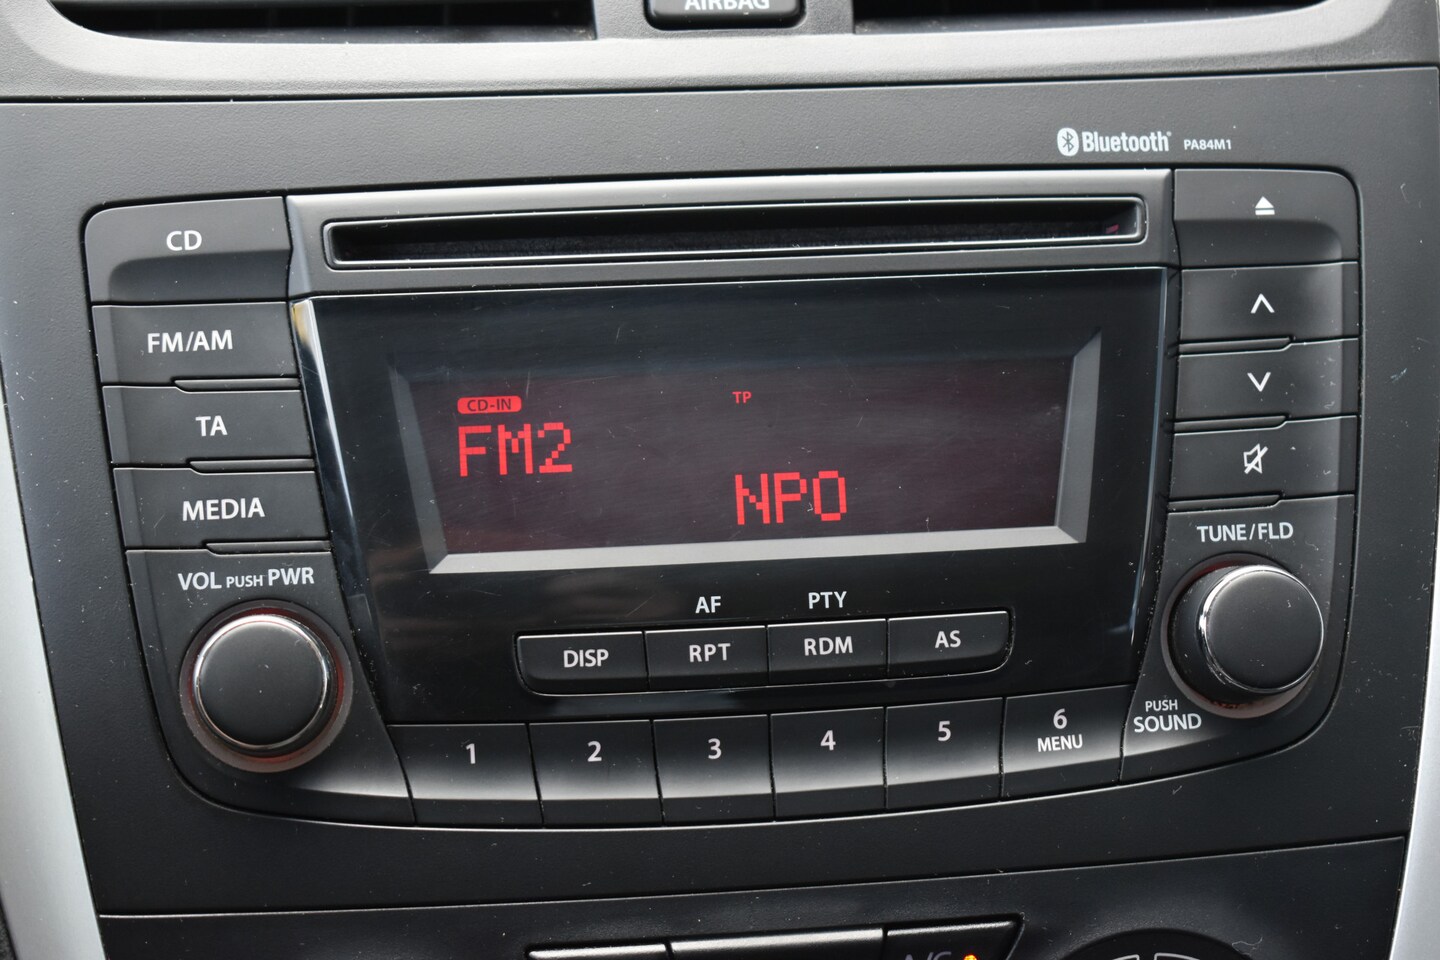 AIRBAG
Bluetooth PA84M1
CD
FM/AM
TA
MEDIA
VOL PUSH PWR
CD-IN
TP
FM2
NPO
TUNE/FLD
AF
PTY
DISP
RPT
RDM
AS
PUSH
SOUND
1
2
3
4
5
6
MENU
A/C